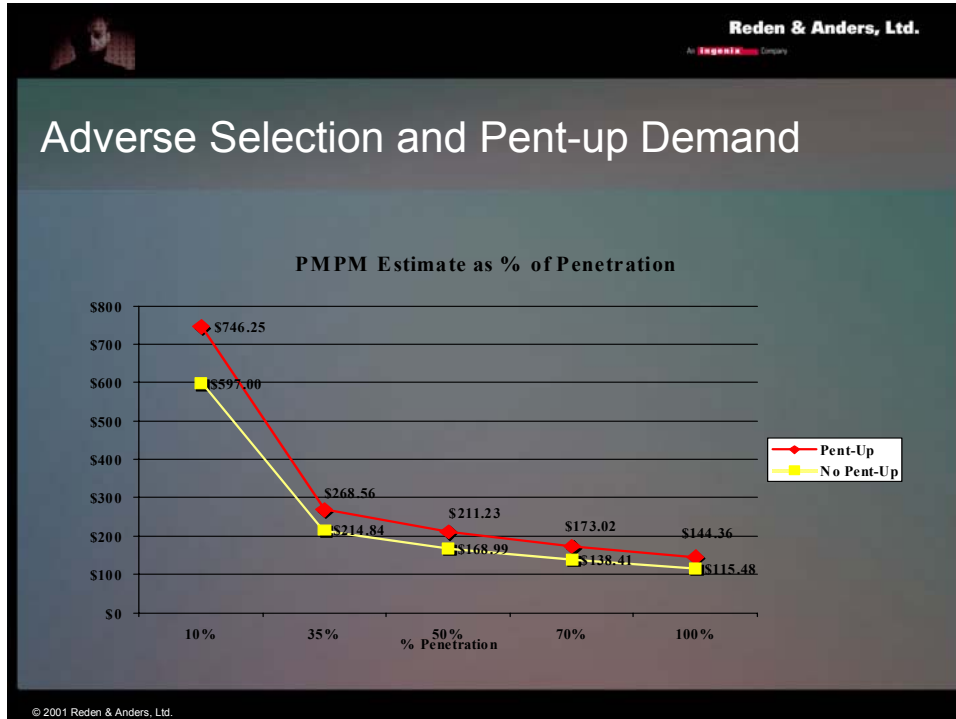 Reden & Anders, Ltd.
An ingenix Company
Adverse Selection and Pent-up Demand
PMPM Estimate as % of Penetration
$800
$700
$600
$500
$400
$300
$200
$100
$0
$746.25
$597.00
$268.56
$214.84
$211.23
$168.99
$173.02
$138.41
$144.36
$115.48
Pent-Up
No Pent-Up
10% 35% 50% 70% 100%
% Penetration
© 2001 Reden & Anders, Ltd.